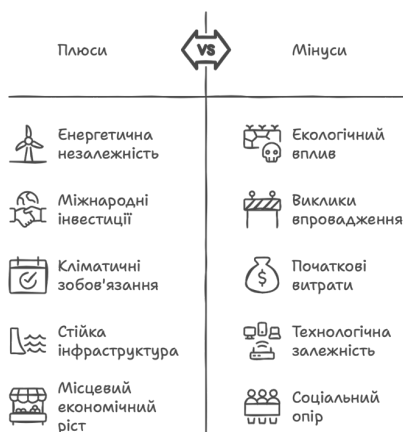 Плюси
VS
Мінуси
Енергетична
незалежність
Екологічний
вплив
Міжнародні
інвестиції
Виклики
впровадження
Кліматичні
зобов'язання
Початкові
витрати
$
Стійка
інфраструктура
Технологічна
залежність
Місцевий
економічний
ріст
Соціальний
опір